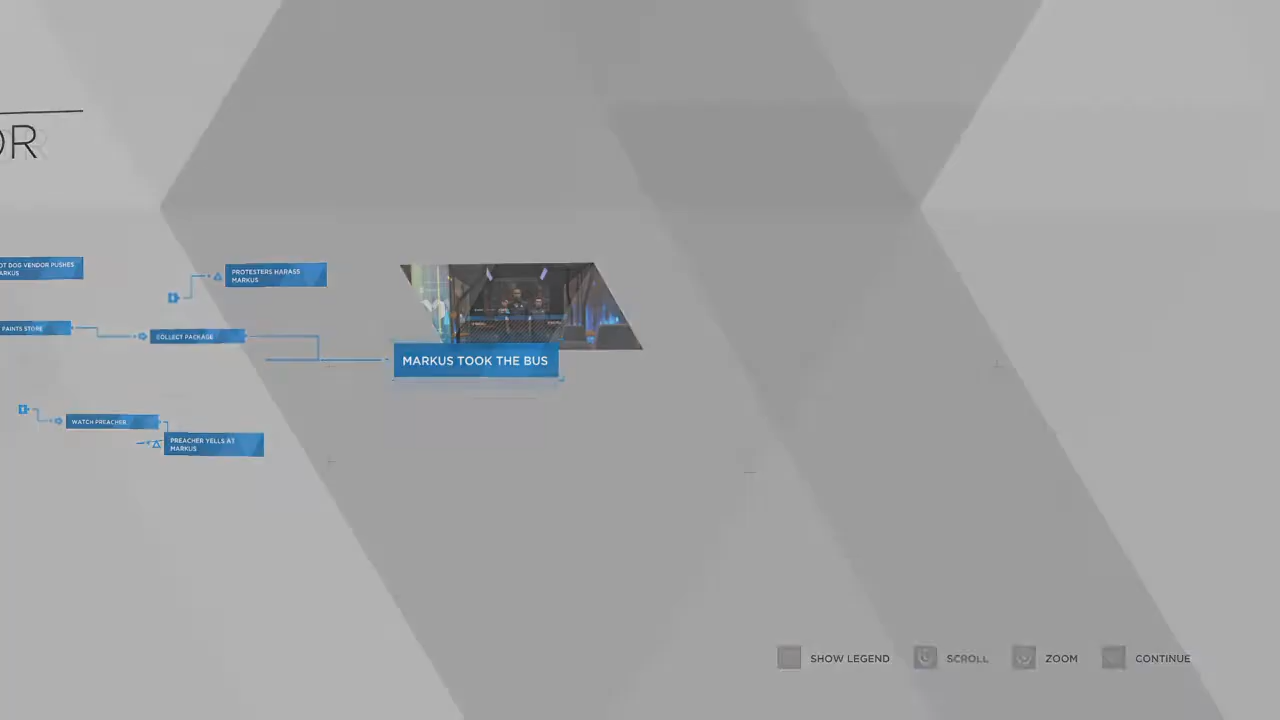 OR
OT DOG VENDOR PUSHES
ARKUS
PROTESTERS HARASS
MARKUS
PAINTS STORE
COLLECT PACKAGE
MARKUS TOOK THE BUS
WATCH PREACHER
PREACHER YELLS AT
MARKUS
SHOW LEGEND
SCROLL
ZOOM
CONTINUE